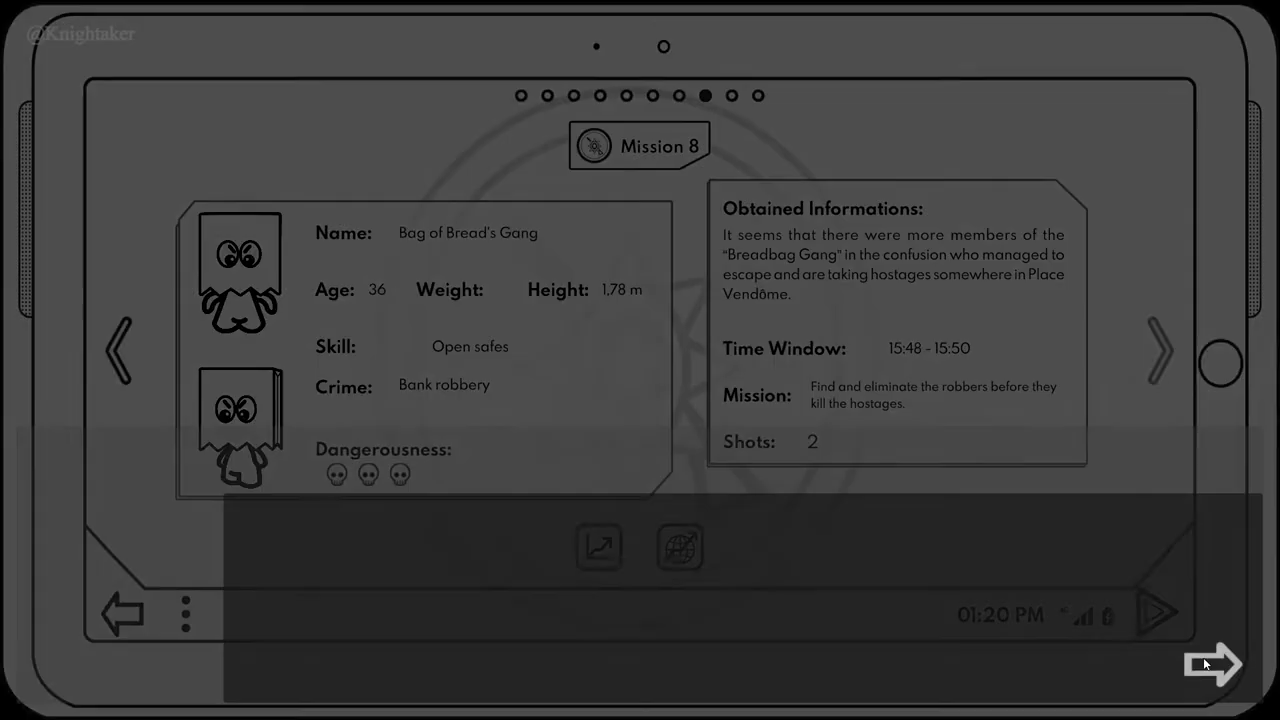 @Knightaker
Mission 8
Name: Bag of Bread's Gang
Age: 36 Weight: Height: 1,78 m
Skill: Open safes
Crime: Bank robbery
Dangerousness:
Obtained Informations:
It seems that there were more members of the
"Breadbag Gang" in the confusion who managed to
escape and are taking hostages somewhere in Place
Vendôme.
Time Window: 15:48 - 15:50
Mission: Find and eliminate the robbers before they
kill the hostages.
Shots: 2
01:20 PM